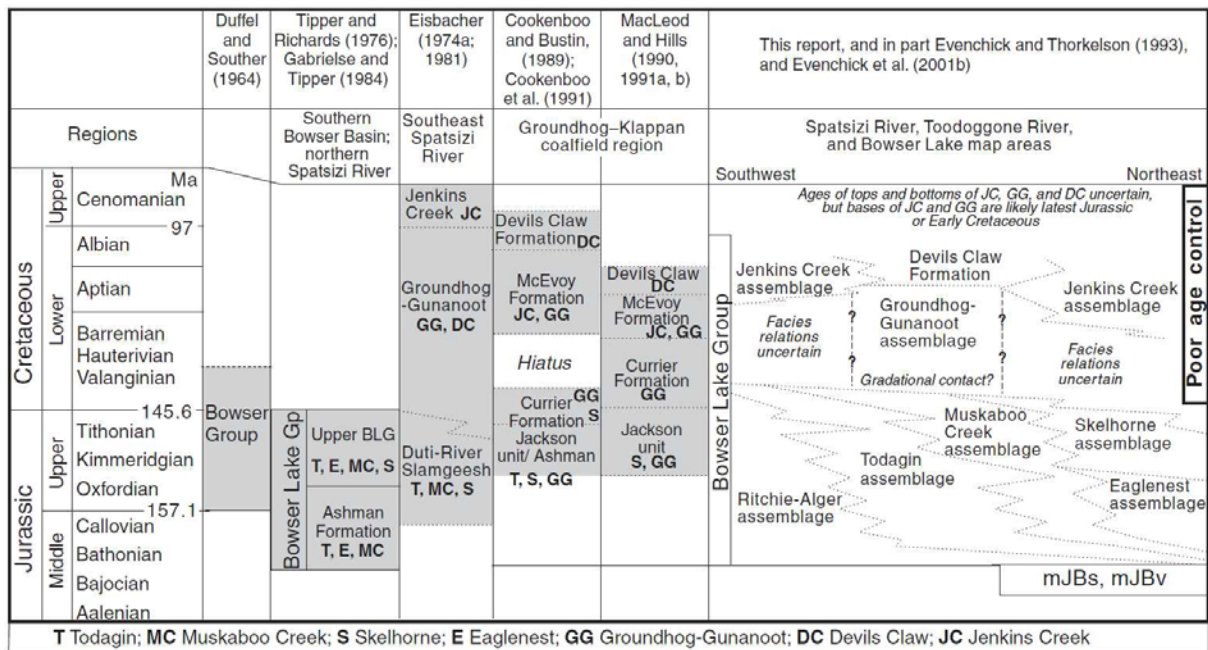 Duffel
and
Souther
(1964)
Tipper and
Richards (1976);
Gabrielse and
Tipper (1984)
Eisbacher
(1974a;
1981)
Cookenboo
and Bustin,
(1989);
Cookenboo
et al. (1991)
MacLeod
and Hills
(1990,
1991a, b)
This report, and in part Evenchick and Thorkelson (1993),
and Evenchick et al. (2001b)
Regions
Southern
Bowser Basin;
northern
Spatsizi River
Southeast
Spatsizi
River
Groundhog–Klappan
coalfield region
Spatsizi River, Toodoggone River,
and Bowser Lake map areas
Southwest
Northeast
Cretaceous
Upper
Lower
Ma
Cenomanian
97
Albian
Aptian
Barremian
Hauterivian
Valanginian
145.6
Jurassic
Upper
Middle
Tithonian
Kimmeridgian
Oxfordian
157.1
Callovian
Bathonian
Bajocian
Aalenian
Bowser
Group
Bowser Lake Gp
Upper BLG
T, E, MC, S
Ashman
Formation
T, E, MC
Jenkins
Creek JC
Groundhog
-Gunanoot
GG, DC
Duti-River
Slamgeesh
T, MC, S
Devils Claw
Formation DC
McEvoy
Formation
JC, GG
Hiatus
GG
Currier
Formation S
Jackson
unit/ Ashman
T, S, GG
Devils Claw
DC
McEvoy
Formation
JC, GG
Currier
Formation
GG
Jackson
unit
S, GG
Bowser Lake Group
Ages of tops and bottoms of JC, GG, and DC uncertain,
but bases of JC and GG are likely latest Jurassic
or Early Cretaceous
Poor age control
Jenkins Creek
assemblage
Devils Claw
Formation
Jenkins Creek
assemblage
Facies
relations
uncertain
?
?
Groundhog-
Gunanoot
assemblage
Gradational contact?
?
?
Facies
relations
uncertain
Muskaboo
Creek
assemblage
Skelhorne
assemblage
Todagin
assemblage
Ritchie-Alger
assemblage
Eaglenest
assemblage
mJBs, mJBv
T Todagin; MC Muskaboo Creek; S Skelhorne; E Eaglenest; GG Groundhog-Gunanoot; DC Devils Claw; JC Jenkins Creek